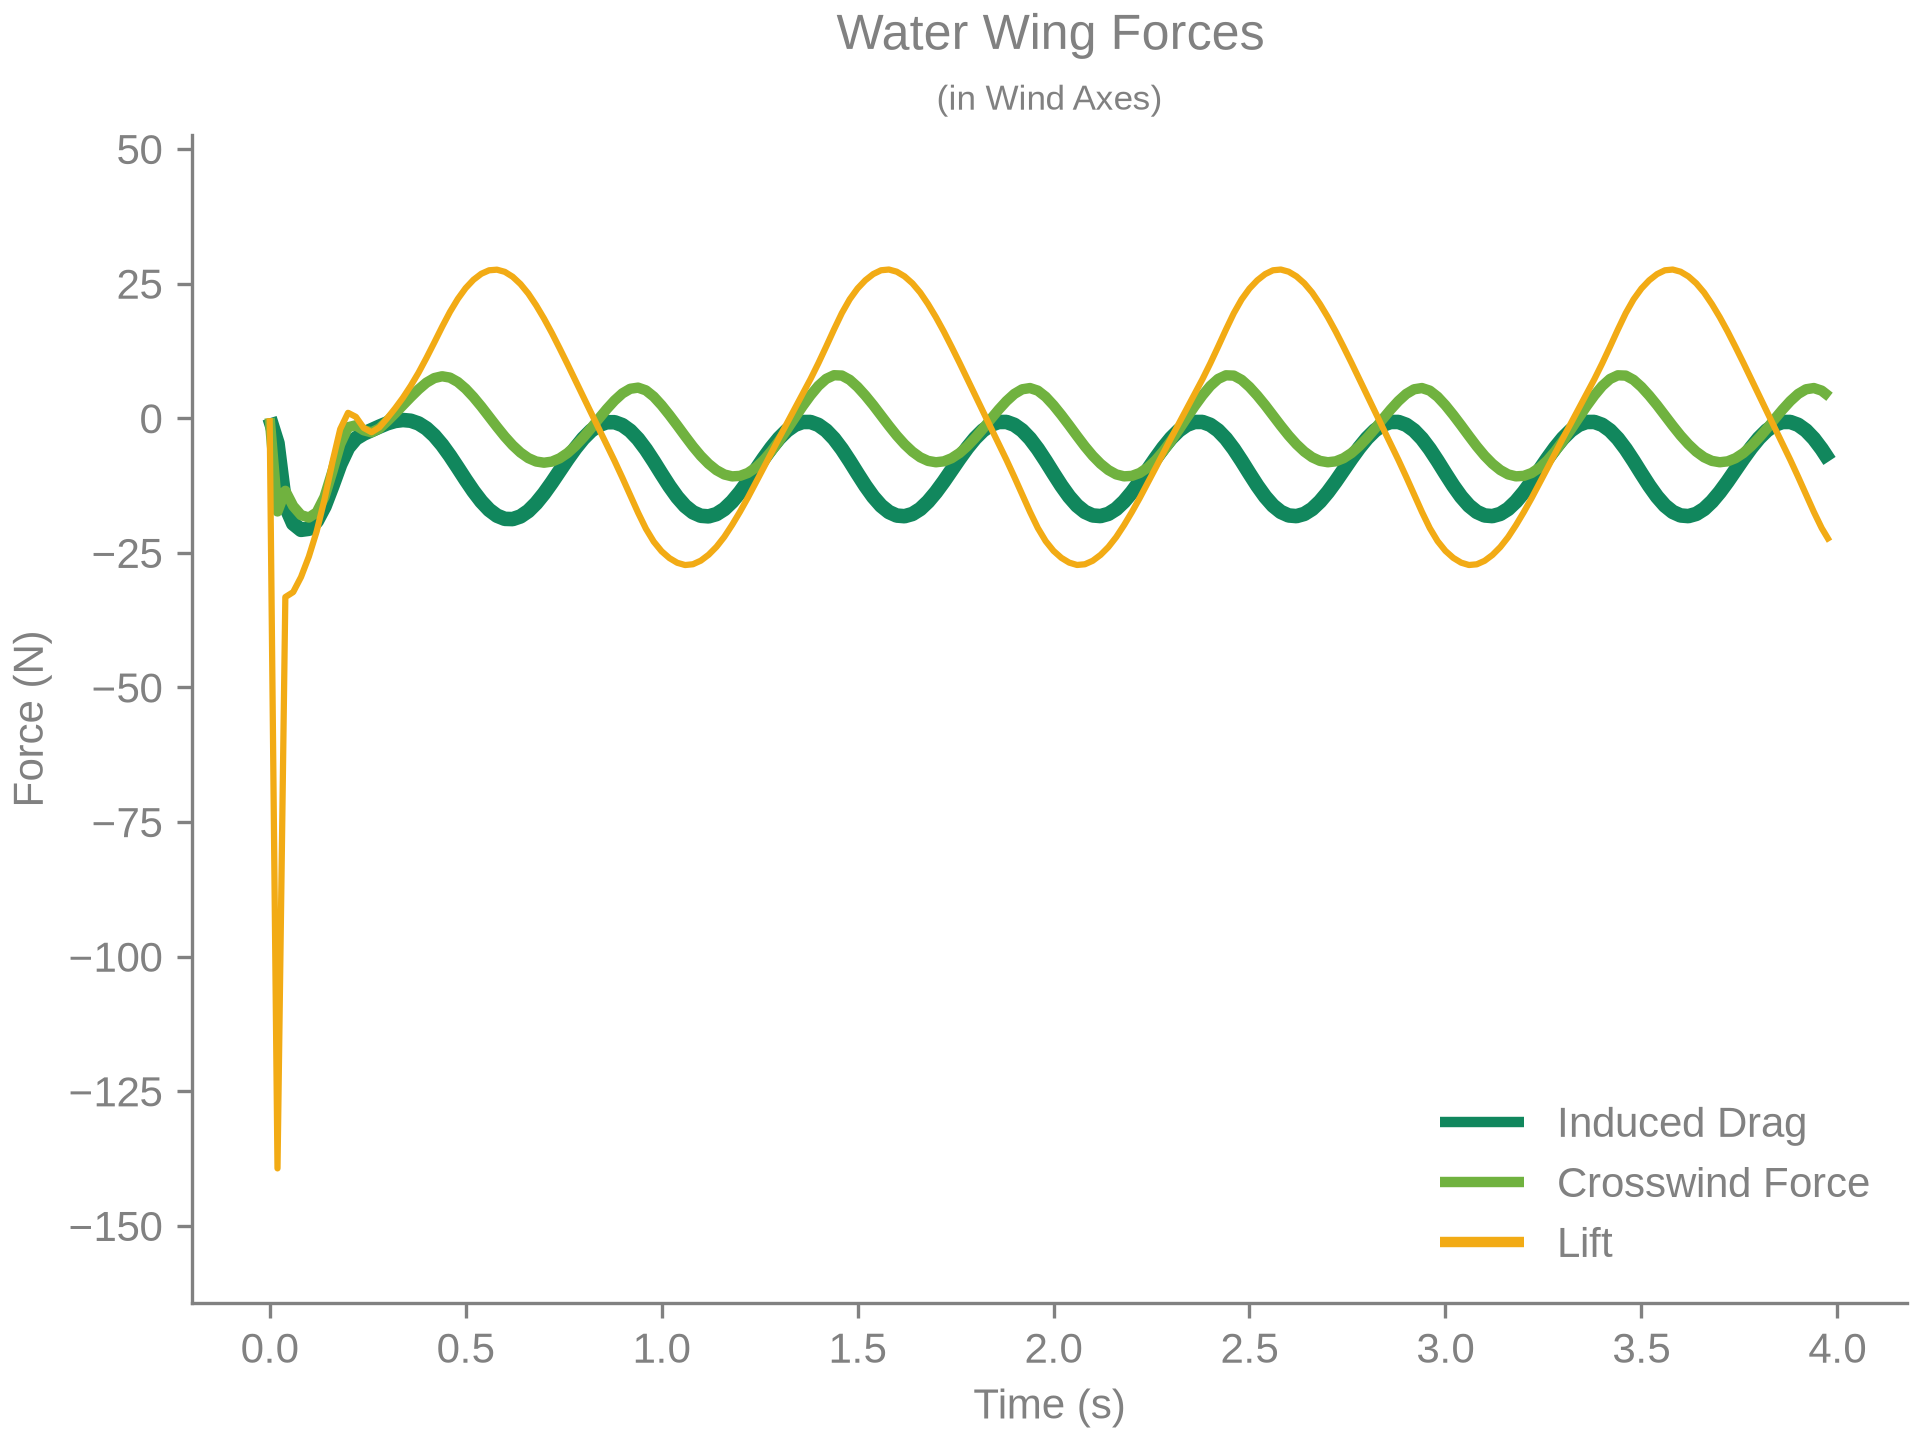 Water Wing Forces
(in Wind Axes)
Force (N)
50
25
0
−25
−50
−75
−100
−125
−150
0.0 0.5 1.0 1.5 2.0 2.5 3.0 3.5 4.0
Time (s)
Induced Drag
Crosswind Force
Lift